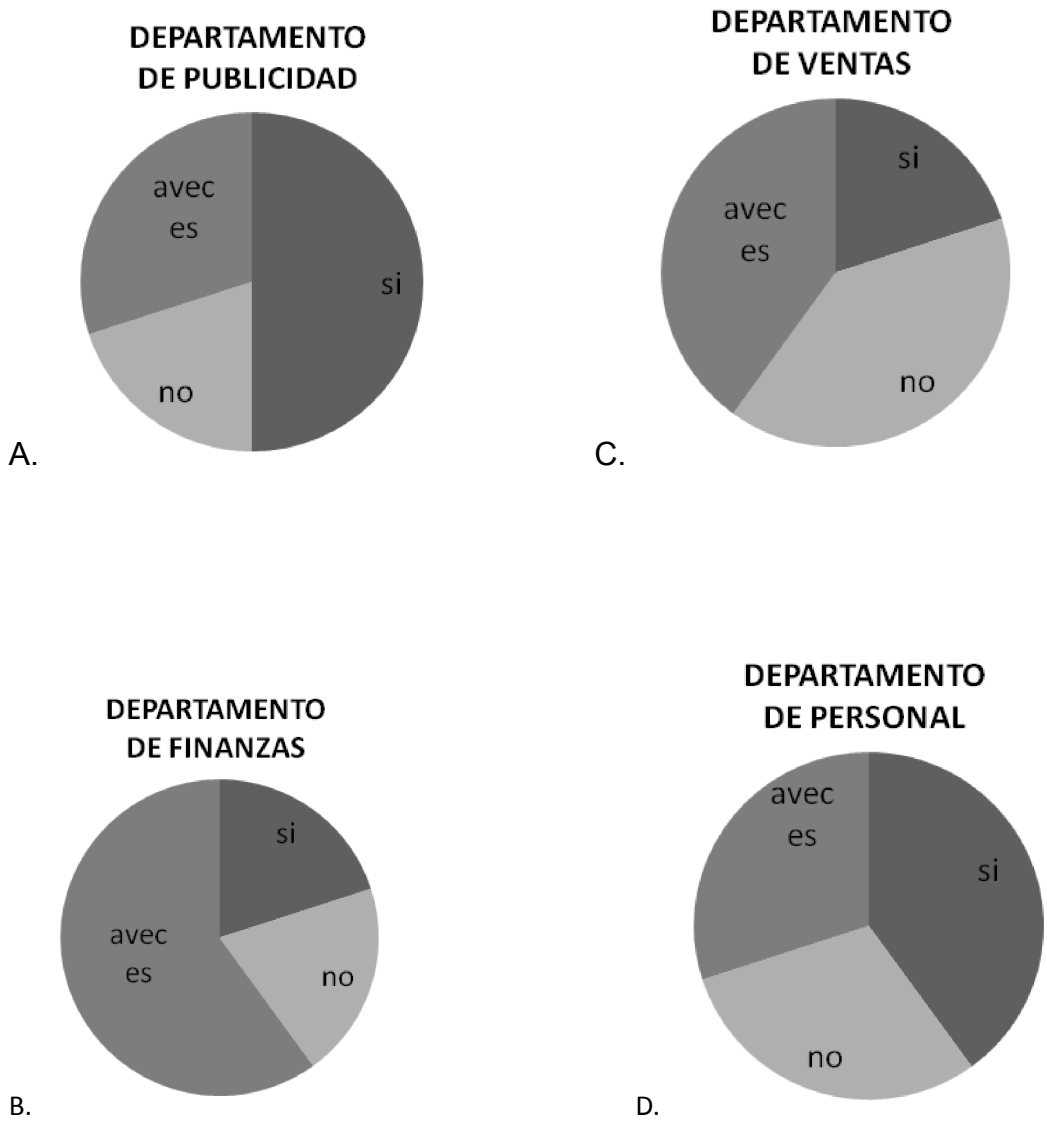 DEPARTAMENTO
DE PUBLICIDAD
avec
es
si
no
A.
DEPARTAMENTO
DE VENTAS
si
avec
es
no
C.
DEPARTAMENTO
DE FINANZAS
si
avec
es
no
B.
DEPARTAMENTO
DE PERSONAL
avec
es
si
no
D.